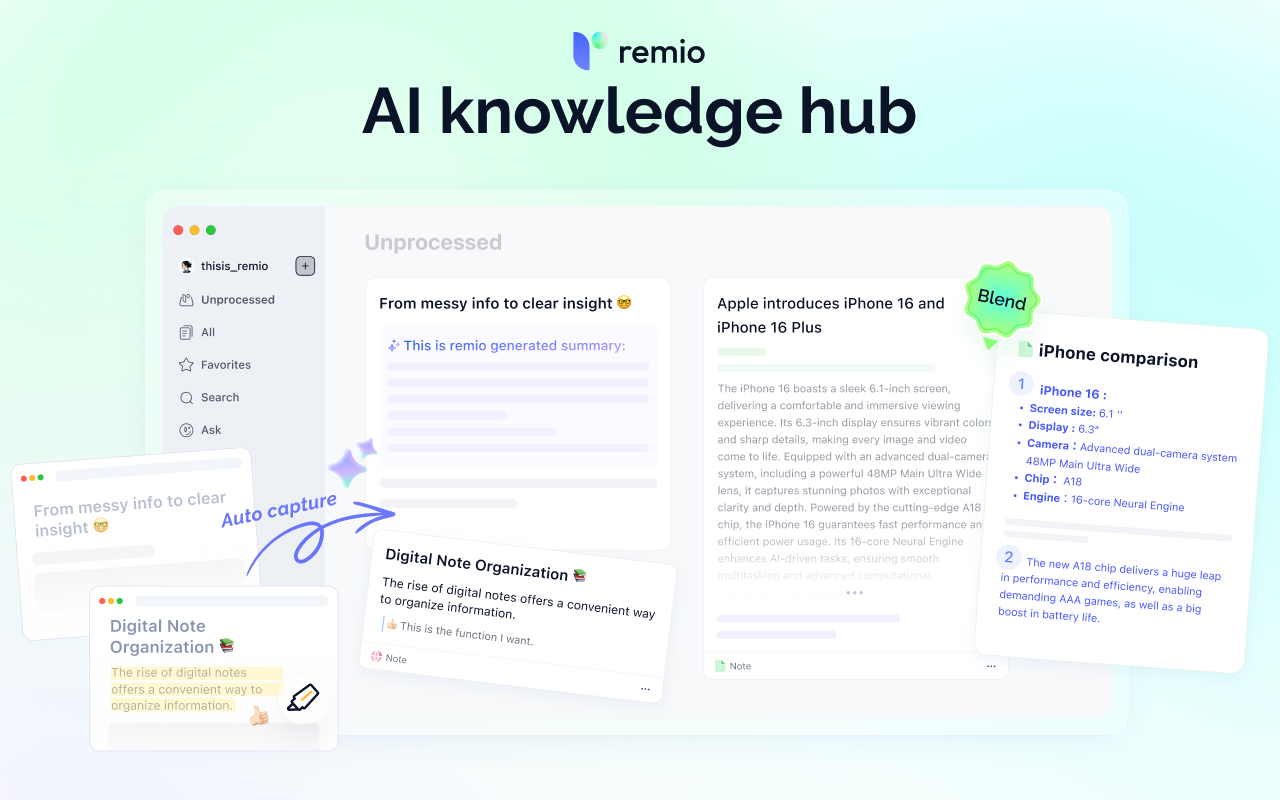 remio
AI knowledge hub
thisis_remio
Unprocessed
All
Favorites
Search
Ask
Unprocessed
From messy info to clear insight 🤓
This is remio generated summary:
Apple introduces iPhone 16 and
iPhone 16 Plus
The iPhone 16 boasts a sleek 6.1-inch screen,
delivering a comfortable and immersive viewing
experience. Its 6.3-inch display ensures vibrant colors
and sharp details, making every image and video
come to life. Equipped with an advanced dual-camera
system, including a powerful 48MP Main Ultra Wide
lens, it captures stunning photos with exceptional
clarity and depth. Powered by the cutting-edge A18
chip, the iPhone 16 guarantees fast performance an
efficient power usage. Its 16-core Neural Engine
enhances AI-driven tasks, ensuring smooth
multitasking and advanced computational
Note
Blend
iPhone comparison
1 iPhone 16 :
• Screen size: 6.1 ‘’
• Display : 6.3“
• Camera : Advanced dual-camera system
48MP Main Ultra Wide
• Chip : A18
• Engine : 16-core Neural Engine
2 The new A18 chip delivers a huge leap
in performance and efficiency, enabling
demanding AAA games, as well as a big
boost in battery life.
From messy info to clear
insight 🤓
Auto capture
Digital Note Organization 📚
The rise of digital notes offers a convenient way
to organize information.
👍🏻 This is the function I want.
Note
Digital Note
Organization 📚
The rise of digital notes
offers a convenient way to
organize information.